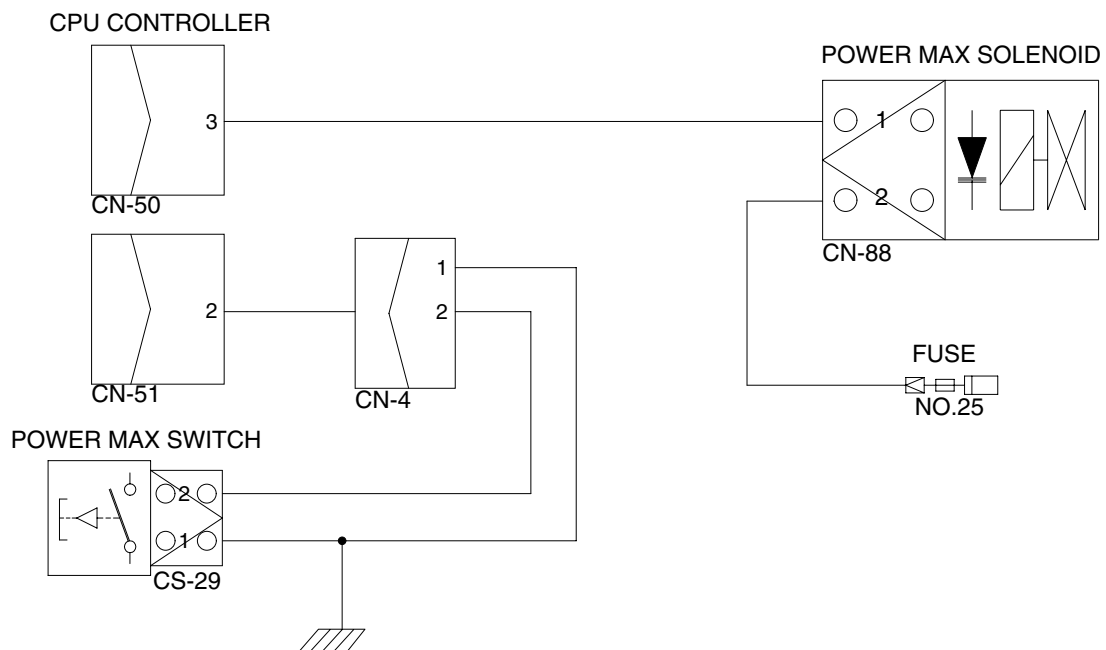 CPU CONTROLLER
POWER MAX SOLENOID
3
1
2
CN-50
CN-88
1
2
2
CN-51
CN-4
FUSE
NO.25
POWER MAX SWITCH
2
1
CS-29